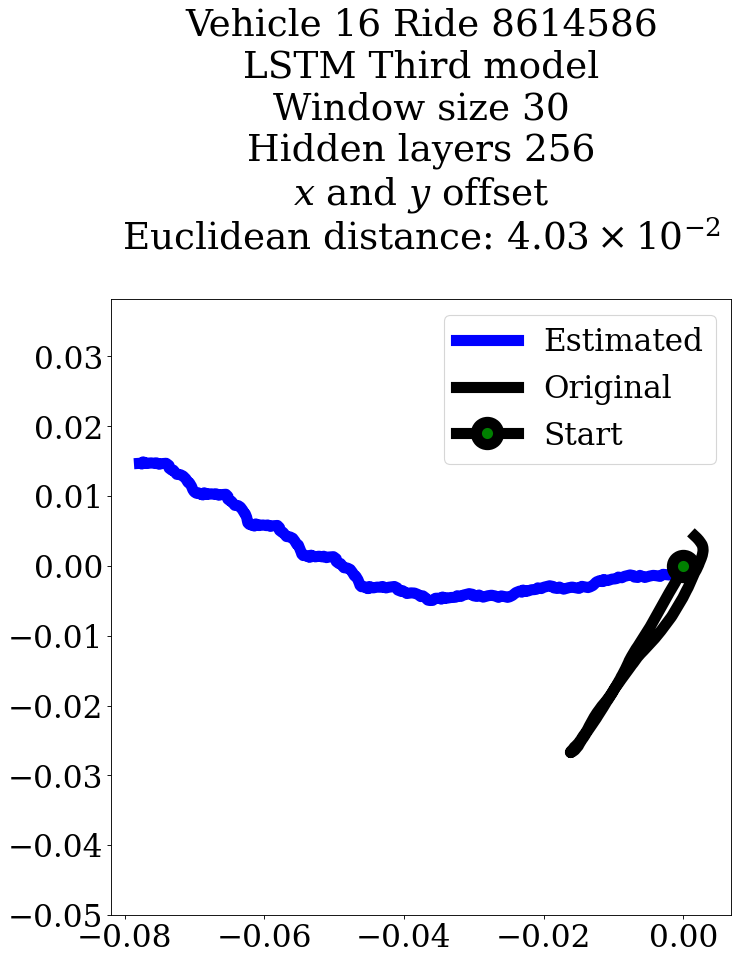 Vehicle 16 Ride 8614586
LSTM Third model
Window size 30
Hidden layers 256
x and y offset
Euclidean distance: 4.03 × 10⁻²
Estimated
Original
Start
0.03
0.02
0.01
0.00
−0.01
−0.02
−0.03
−0.04
−0.05
−0.08 −0.06 −0.04 −0.02 0.00